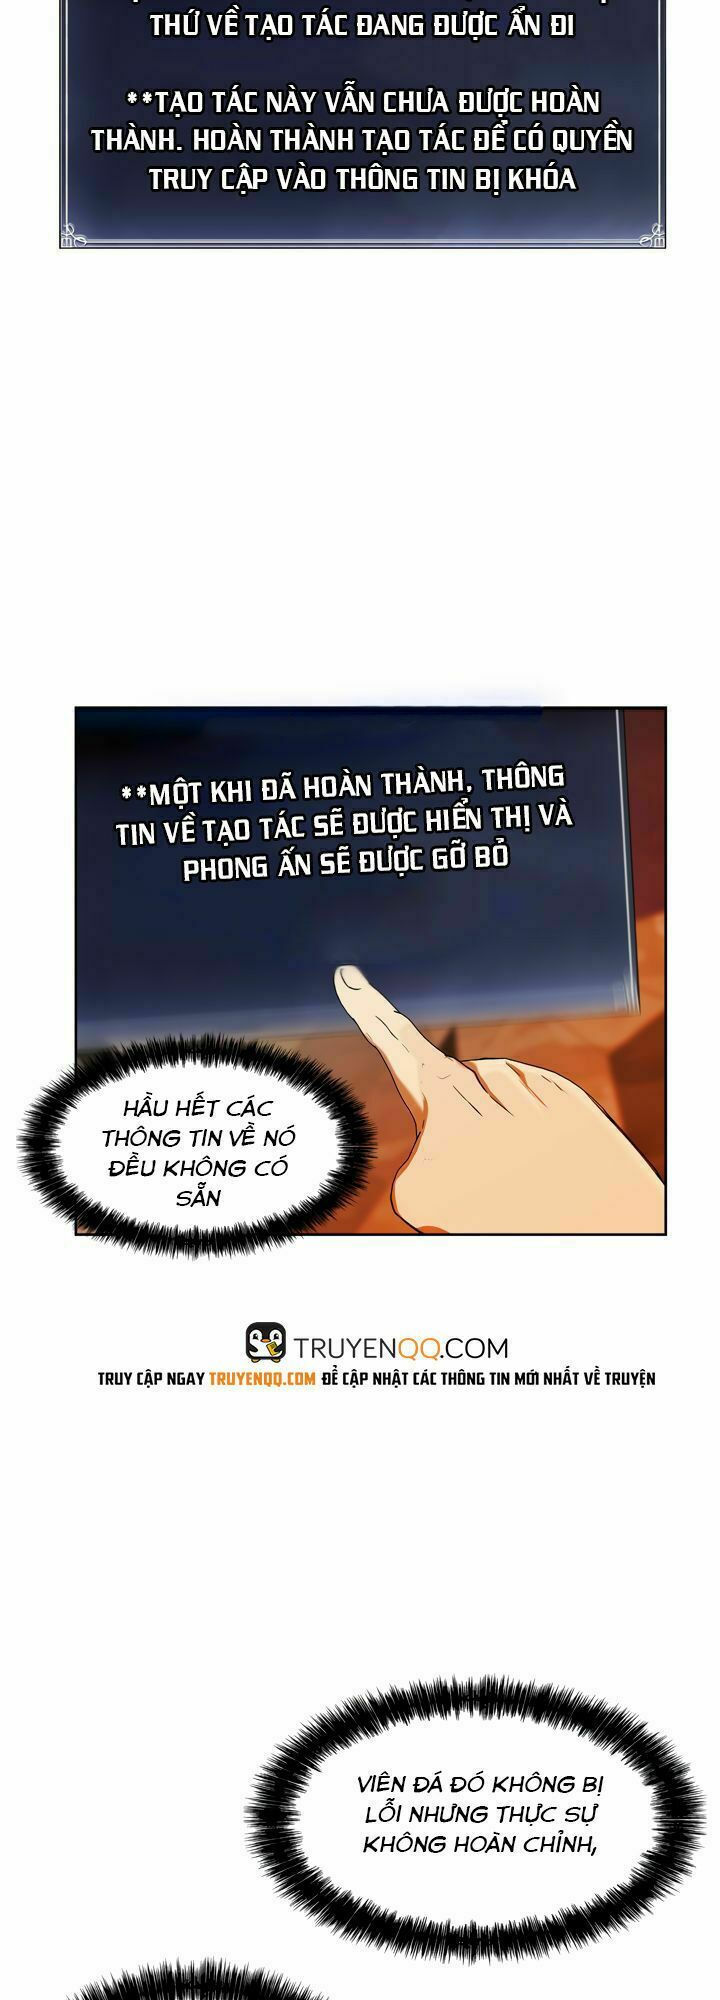 THỨ VỀ TẠO TÁC ĐANG ĐƯỢC ẨN ĐI
**TẠO TÁC NÀY VẪN CHƯA ĐƯỢC HOÀN
THÀNH. HOÀN THÀNH TẠO TÁC ĐỂ CÓ QUYỀN
TRUY CẬP VÀO THÔNG TIN BỊ KHÓA
**MỘT KHI ĐÃ HOÀN THÀNH, THÔNG
TIN VỀ TẠO TÁC SẼ ĐƯỢC HIỂN THỊ VÀ
PHONG ẤN SẼ ĐƯỢC GỠ BỎ
HẦU HẾT CÁC
THÔNG TIN VỀ NÓ
ĐỀU KHÔNG CÓ
SẴN
TRUYENQQ.COM
TRUY CẬP NGAY TRUYENQQ.COM ĐỂ CẬP NHẬT CÁC THÔNG TIN MỚI NHẤT VỀ TRUYỆN
VIÊN ĐÁ ĐÓ KHÔNG BỊ
LỖI NHƯNG THỰC SỰ
KHÔNG HOÀN CHỈNH,